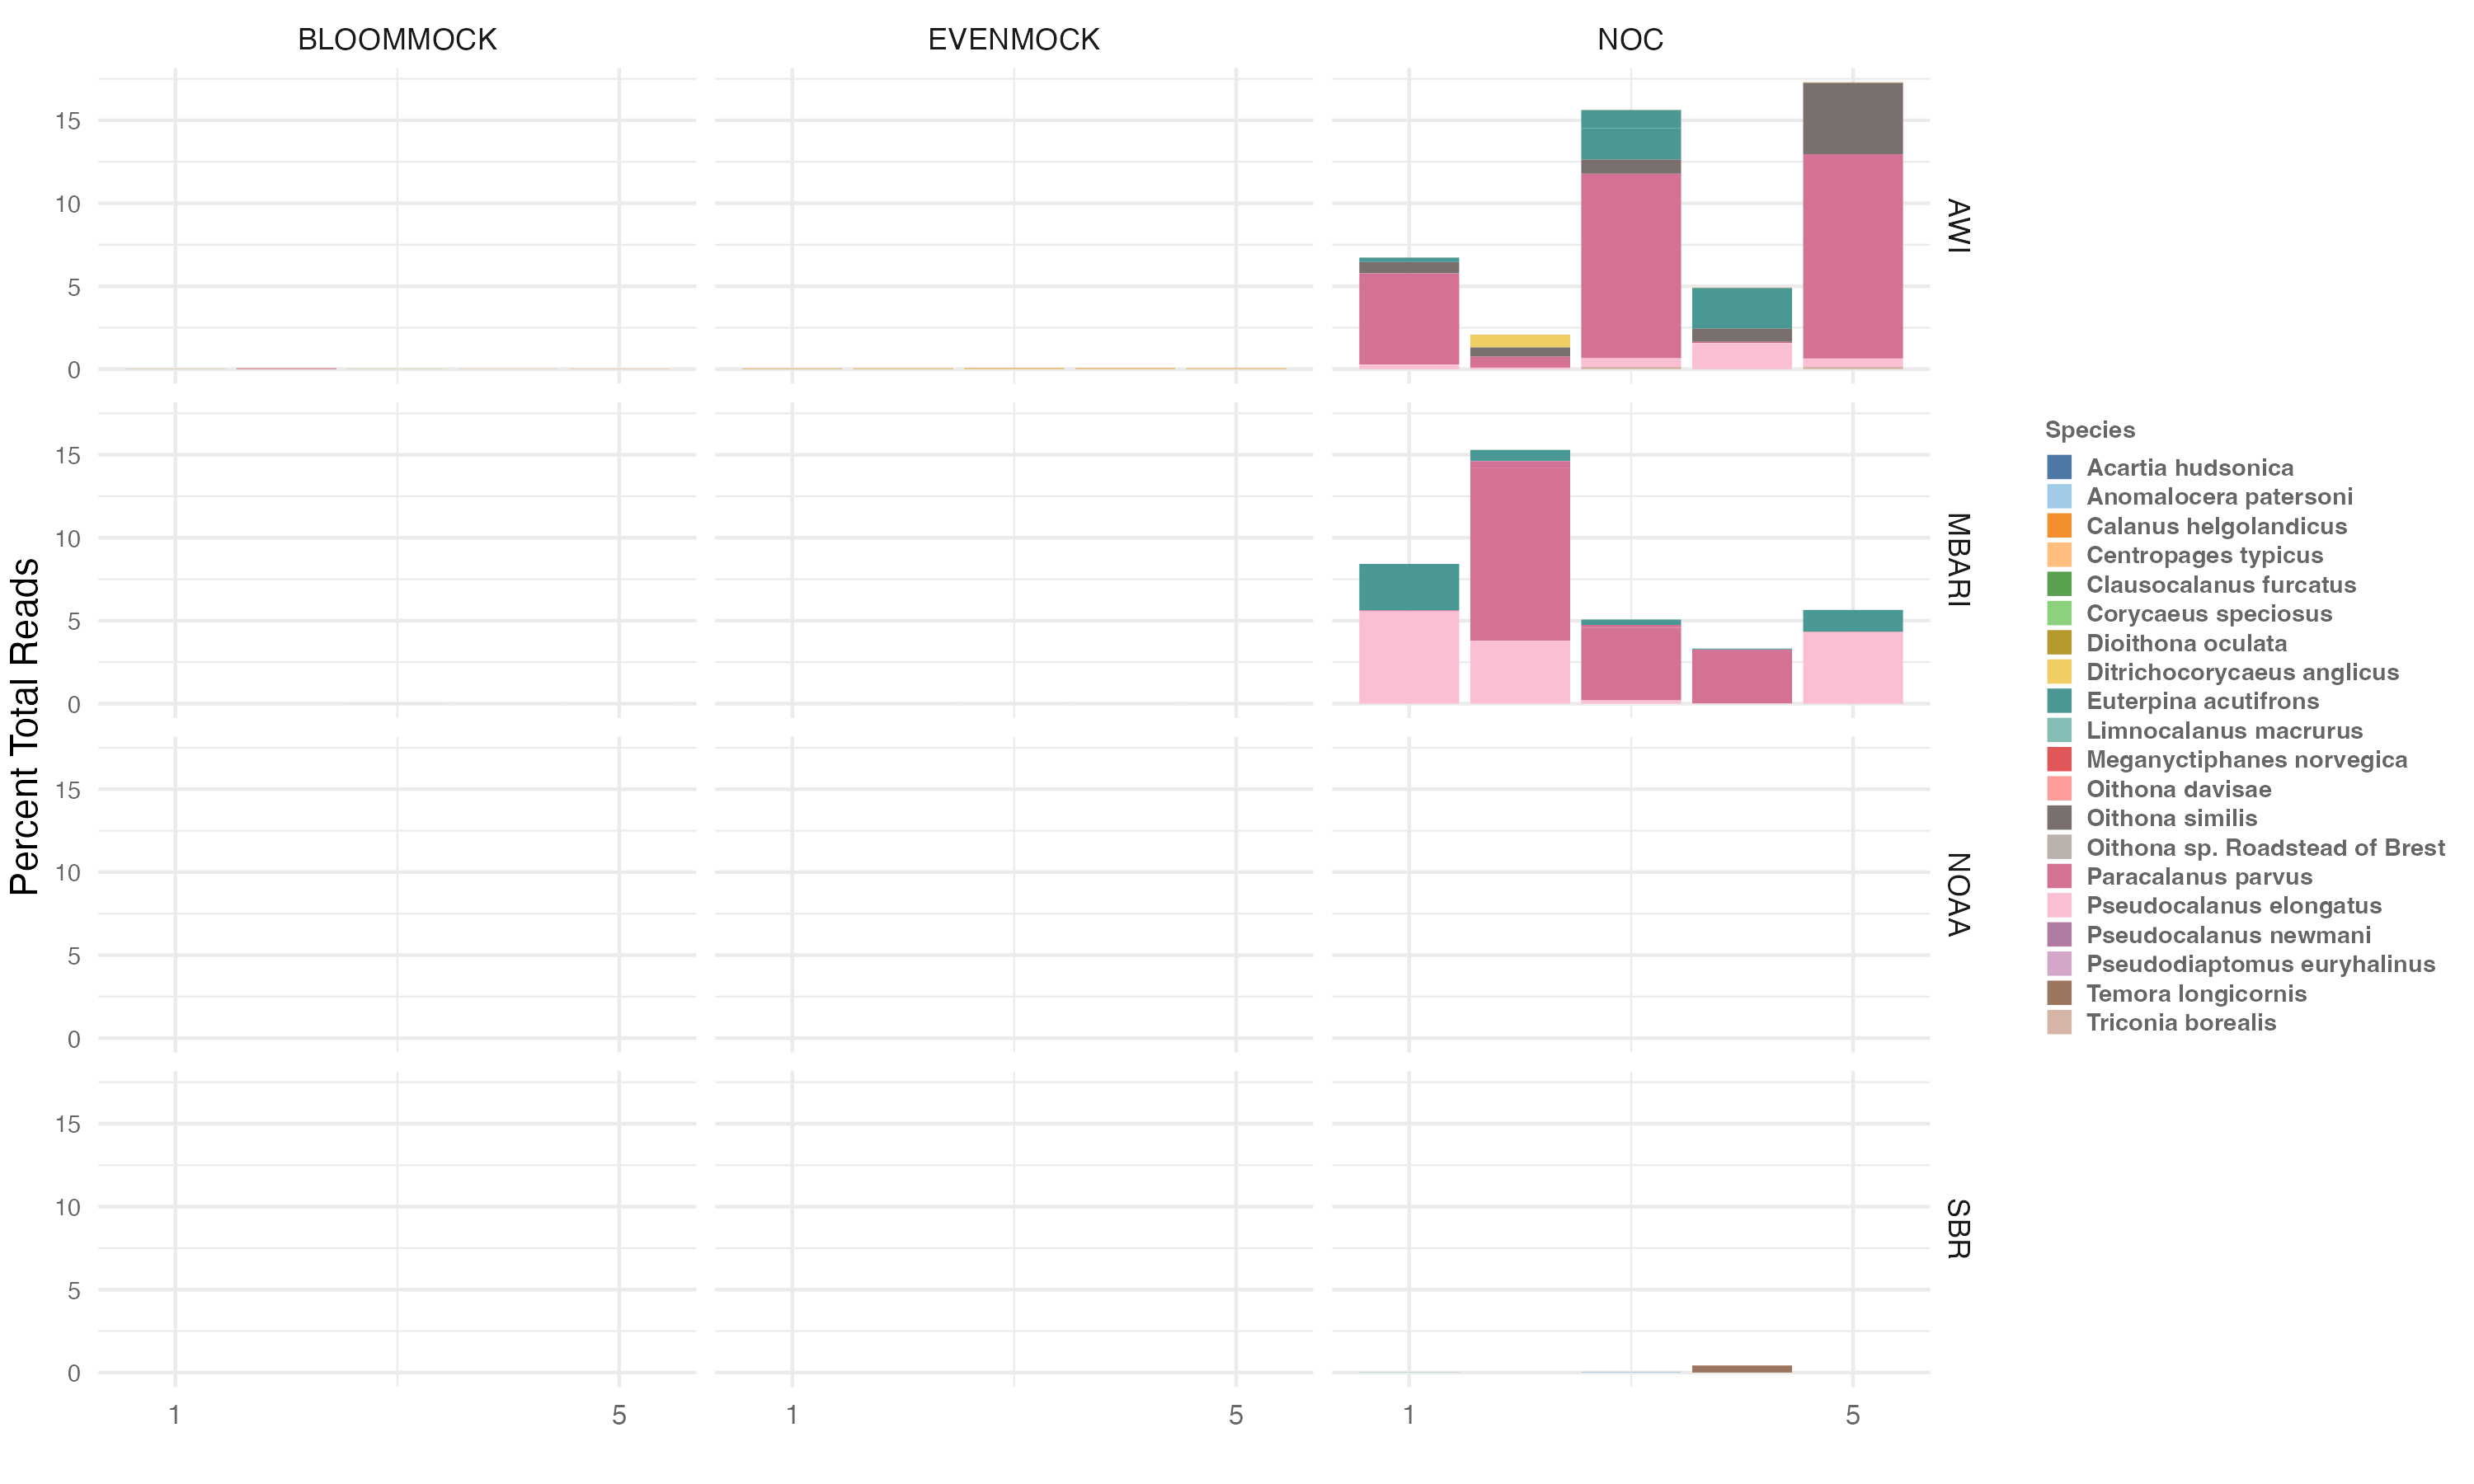 BLOOMMOCK EVENMOCK NOC
Percent Total Reads
15
10
5
0
AWI
15
10
5
0
MBARI
15
10
5
0
NOAA
15
10
5
0
SBR
1 5 1 5 1 5
Species
Acartia hudsonica
Anomalocera patersoni
Calanus helgolandicus
Centropages typicus
Clausocalanus furcatus
Corycaeus speciosus
Dioithona oculata
Ditrichocorycaeus anglicus
Euterpina acutifrons
Limnocalanus macrurus
Meganyctiphanes norvegica
Oithona davisae
Oithona similis
Oithona sp. Roadstead of Brest
Paracalanus parvus
Pseudocalanus elongatus
Pseudocalanus newmani
Pseudodiaptomus euryhalinus
Temora longicornis
Triconia borealis